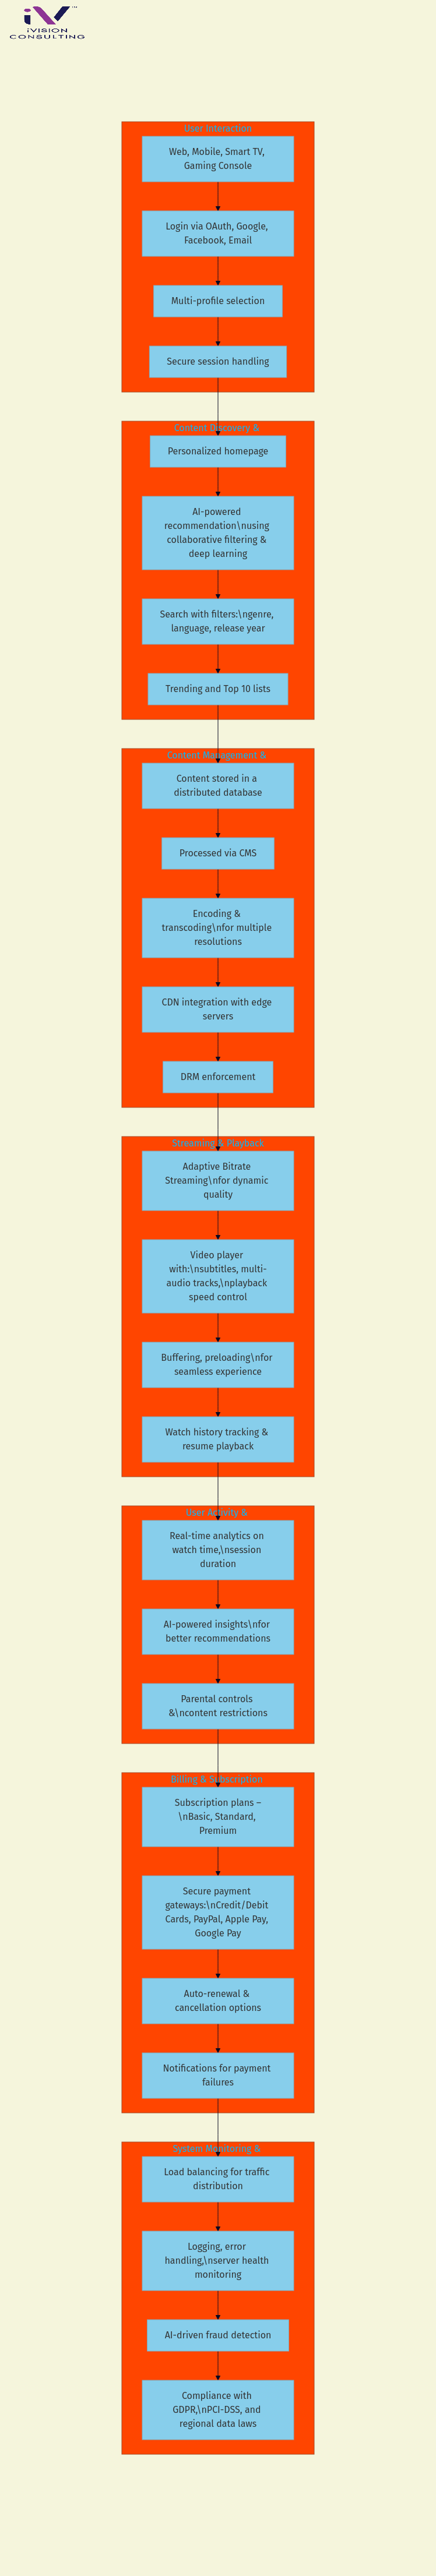 iV™
iVISION
CONSULTING
User Interaction
Web, Mobile, Smart TV,
Gaming Console
Login via OAuth, Google,
Facebook, Email
Multi-profile selection
Secure session handling
Content Discovery &
Personalized homepage
AI-powered
recommendation\nusing
collaborative filtering &
deep learning
Search with filters:\ngenre,
language, release year
Trending and Top 10 lists
Content Management &
Content stored in a
distributed database
Processed via CMS
Encoding &
transcoding\nfor multiple
resolutions
CDN integration with edge
servers
DRM enforcement
Streaming & Playback
Adaptive Bitrate
Streaming\nfor dynamic
quality
Video player
with:\nsubtitles, multi-
audio tracks,\nplayback
speed control
Buffering, preloading\nfor
seamless experience
Watch history tracking &
resume playback
User Activity &
Real-time analytics on
watch time,\nsession
duration
AI-powered insights\nfor
better recommendations
Parental controls
&\ncontent restrictions
Billing & Subscription
Subscription plans –
\nBasic, Standard,
Premium
Secure payment
gateways:\nCredit/Debit
Cards, PayPal, Apple Pay,
Google Pay
Auto-renewal &
cancellation options
Notifications for payment
failures
System Monitoring &
Load balancing for traffic
distribution
Logging, error
handling,\nserver health
monitoring
AI-driven fraud detection
Compliance with
GDPR,\nPCI-DSS, and
regional data laws